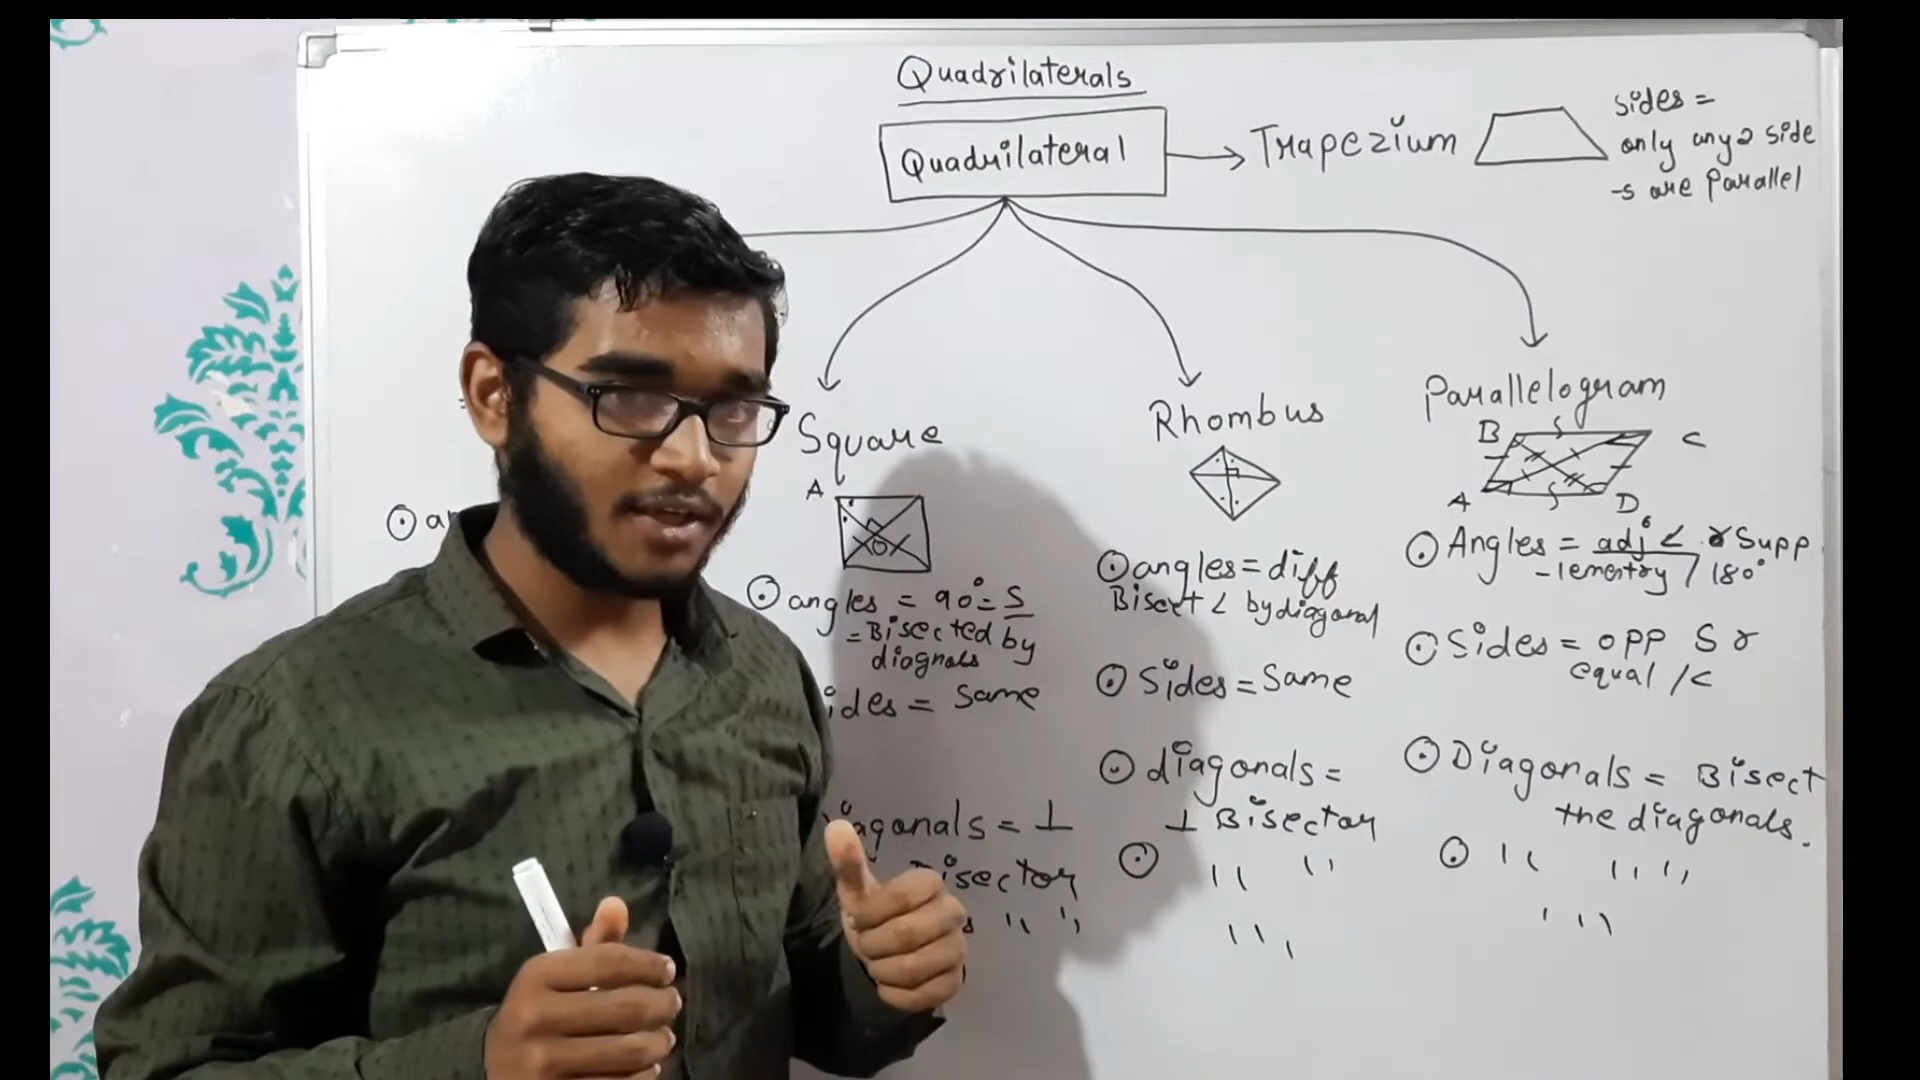 Quadrilaterals
Quadrilateral
Trapezium
Sides =
only any 2 side
-s are parallel
Square
A
angles = 90° = S
= Bisected by
diognals
ides = Same
iagonals = ⊥
Bisector
Rhombus
angles = diff
Bisect < by diagonal
Sides = Same
diagonals =
⊥ Bisector
Parallelogram
B
C
A
D
Angles = adj < r Supp
-lementry / 180°
Sides = opp S r
equal /c
Diagonals = Bisect
the diagonals.